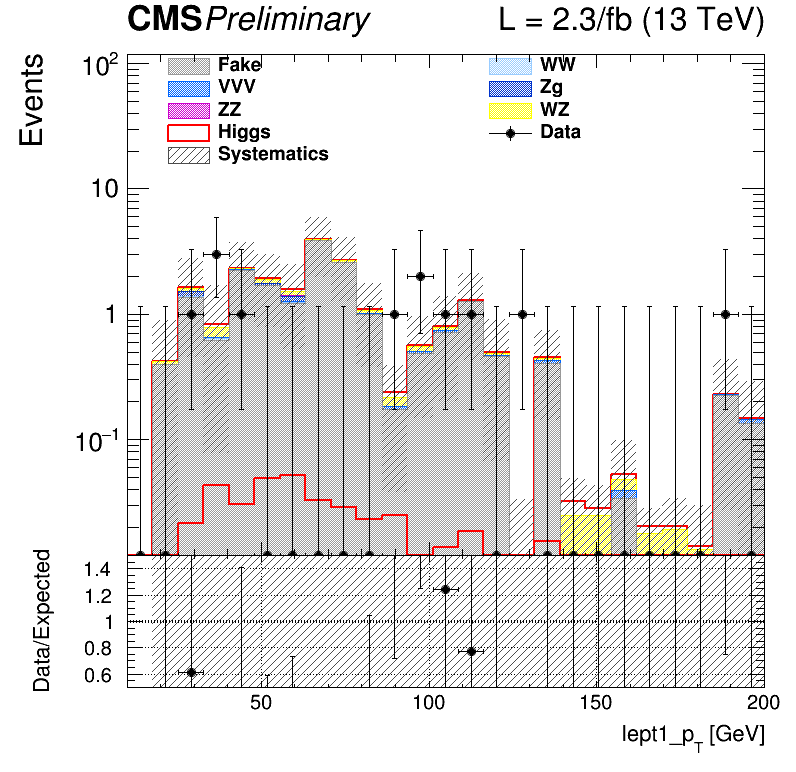 CMS Preliminary L = 2.3/fb (13 TeV)
Events
10²
10
1
10⁻¹
Fake WW
VVV Zg
ZZ WZ
Higgs Data
Systematics
Data/Expected
1.4
1.2
1
0.8
0.6
50 100 150 200
lept1_p_T [GeV]